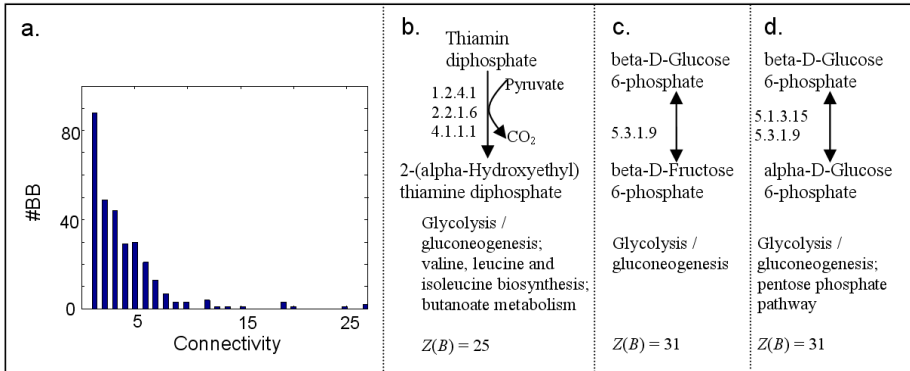 a.
#BB
80
40
0
5
15
25
Connectivity
b.
Thiamin
diphosphate
Pyruvate
1.2.4.1
2.2.1.6
4.1.1.1
CO2
2-(alpha-Hydroxyethyl)
thiamine diphosphate
Glycolysis /
gluconeogenesis;
valine, leucine and
isoleucine biosynthesis;
butanoate metabolism
Z(B) = 25
c.
beta-D-Glucose
6-phosphate
5.3.1.9
beta-D-Fructose
6-phosphate
Glycolysis /
gluconeogenesis
Z(B) = 31
d.
beta-D-Glucose
6-phosphate
5.1.3.15
5.3.1.9
alpha-D-Glucose
6-phosphate
Glycolysis /
gluconeogenesis;
pentose phosphate
pathway
Z(B) = 31